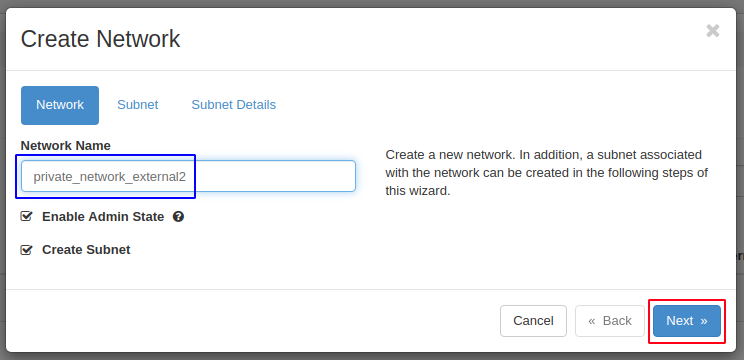 Create Network
×
Network Subnet Subnet Details
Network Name
private_network_external2
Enable Admin State ?
Create Subnet
Create a new network. In addition, a subnet associated
with the network can be created in the following steps of
this wizard.
Cancel « Back Next »
en